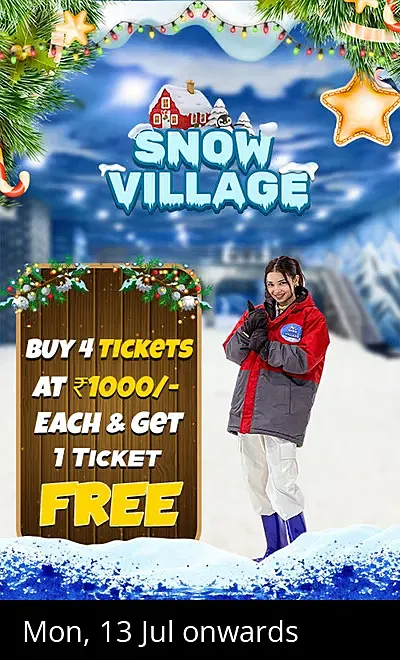 SNOW
VILLAGE
BUY 4 TICKETS
AT ₹1000/-
EACH & GET
1 TICKET
FREE
Mon, 13 Jul onwards